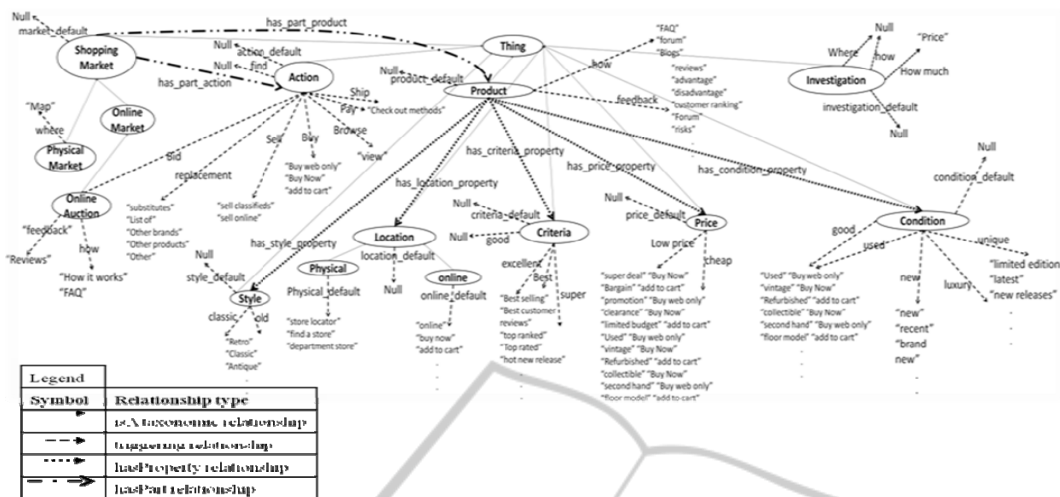 has_part_product
Null
market_default
Shopping
Market
has_part_action
"Map"
where
Physical
Market
Online
Market
Online
Auction
"feedback"
"Reviews"
how
"How it works"
"FAQ"
Null
action_default
Null
find
Action
Bid
replacement
"substitutes"
"List of"
"Other brands"
"Other products"
"Other"
Sell
"sell classifieds"
"sell online"
Buy
"Buy web only"
"Buy Now"
"add to cart"
Browse
"view"
Pay
Ship
"Check out methods"
Thing
Null
product_default
Product
how
"FAQ"
"forum"
"Blogs"
feedback
"reviews"
"advantage"
"disadvantage"
"customer ranking"
"Forum"
"risks"
Null
Where
how
"Price"
Investigation
How much
investigation_default
Null
has_style_property
has_location_property
has_criteria_property
has_price_property
has_condition_property
Null
style_default
Style
classic
old
"Retro"
"Classic"
"Antique"
Location
location_default
Null
Physical
Physical_default
"store locator"
"find a store"
"department store"
online
online_default
"online"
"buy now"
"add to cart"
Null
criteria_default
Null
good
Criteria
excellent
Best
super
"Best selling"
"Best customer
reviews"
"top ranked"
"Top rated"
"hot new release"
Null
price_default
Price
Low price
cheap
"super deal" "Buy Now"
"Bargain" "add to cart"
"promotion" "Buy web only"
"clearance" "Buy Now"
"limited budget" "add to cart"
"Used" "Buy web only"
"vintage" "Buy Now"
"Refurbished" "add to cart"
"collectible" "Buy Now"
"second hand" "Buy web only"
"floor model" "add to cart"
Null
condition_default
Condition
good
used
"Used" "Buy web only"
vintage" "Buy Now"
"Refurbished" "add to cart"
"collectible" "Buy Now"
"second hand" "Buy web only"
"floor model" "add to cart"
new
"new"
"recent"
"brand
new"
luxury
unique
"limited edition
"latest"
"new releases"
Legend
Symbol Relationship type
isA taxonomic relationship
triggering relationship
hasProperty relationship
hasPart relationship